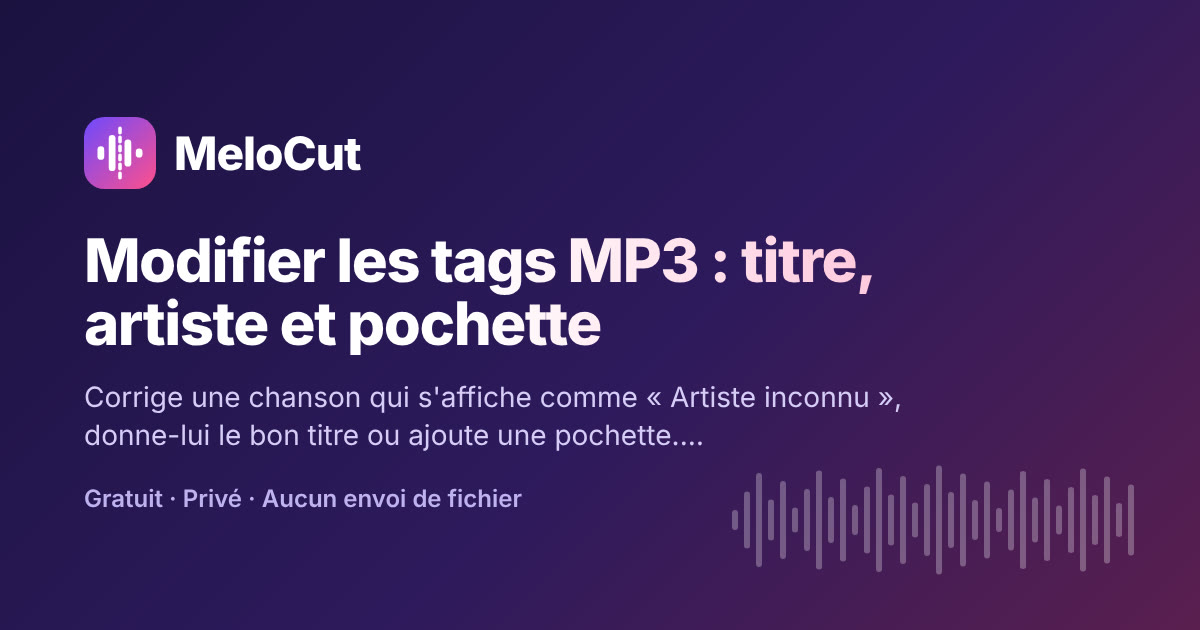 MeloCut
Modifier les tags MP3 : titre,
artiste et pochette
Corrige une chanson qui s'affiche comme « Artiste inconnu »,
donne-lui le bon titre ou ajoute une pochette....
Gratuit · Privé · Aucun envoi de fichier